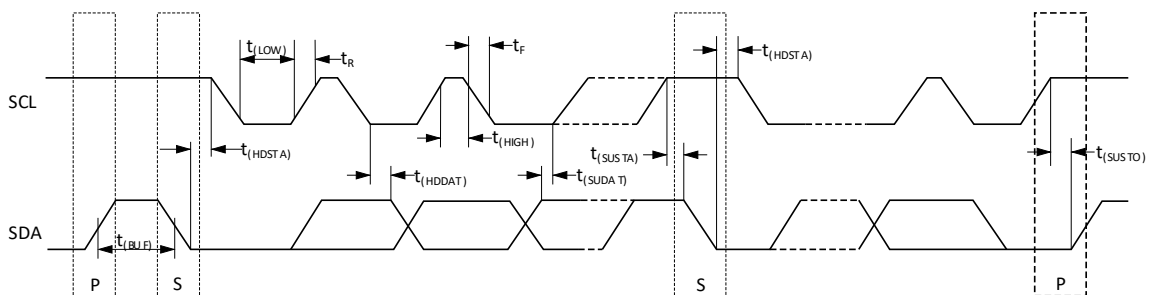 t(LOW)
tR
tF
t(HDSTA)
SCL
t(HIGH)
t(HDSTA)
t(HDDAT)
t(SUSTA)
t(SUDAT)
t(SUSTO)
SDA
t(BUF)
P
S
S
P